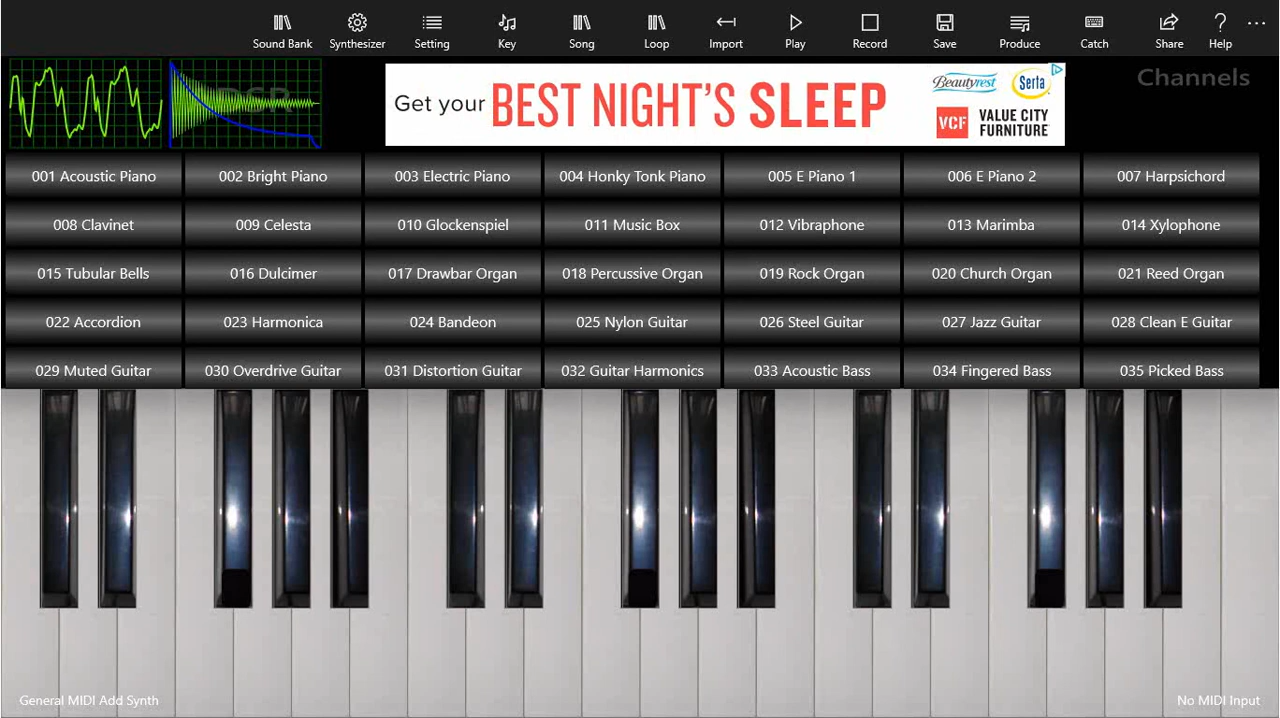 Sound Bank Synthesizer Setting Key Song Loop Import Play Record Save Produce Catch Share Help
Get your BEST NIGHT'S SLEEP
Beautyrest Serta
VCF VALUE CITY FURNITURE
Channels
001 Acoustic Piano 002 Bright Piano 003 Electric Piano 004 Honky Tonk Piano 005 E Piano 1 006 E Piano 2 007 Harpsichord
008 Clavinet 009 Celesta 010 Glockenspiel 011 Music Box 012 Vibraphone 013 Marimba 014 Xylophone
015 Tubular Bells 016 Dulcimer 017 Drawbar Organ 018 Percussive Organ 019 Rock Organ 020 Church Organ 021 Reed Organ
022 Accordion 023 Harmonica 024 Bandeon 025 Nylon Guitar 026 Steel Guitar 027 Jazz Guitar 028 Clean E Guitar
029 Muted Guitar 030 Overdrive Guitar 031 Distortion Guitar 032 Guitar Harmonics 033 Acoustic Bass 034 Fingered Bass 035 Picked Bass
General MIDI Add Synth No MIDI Input